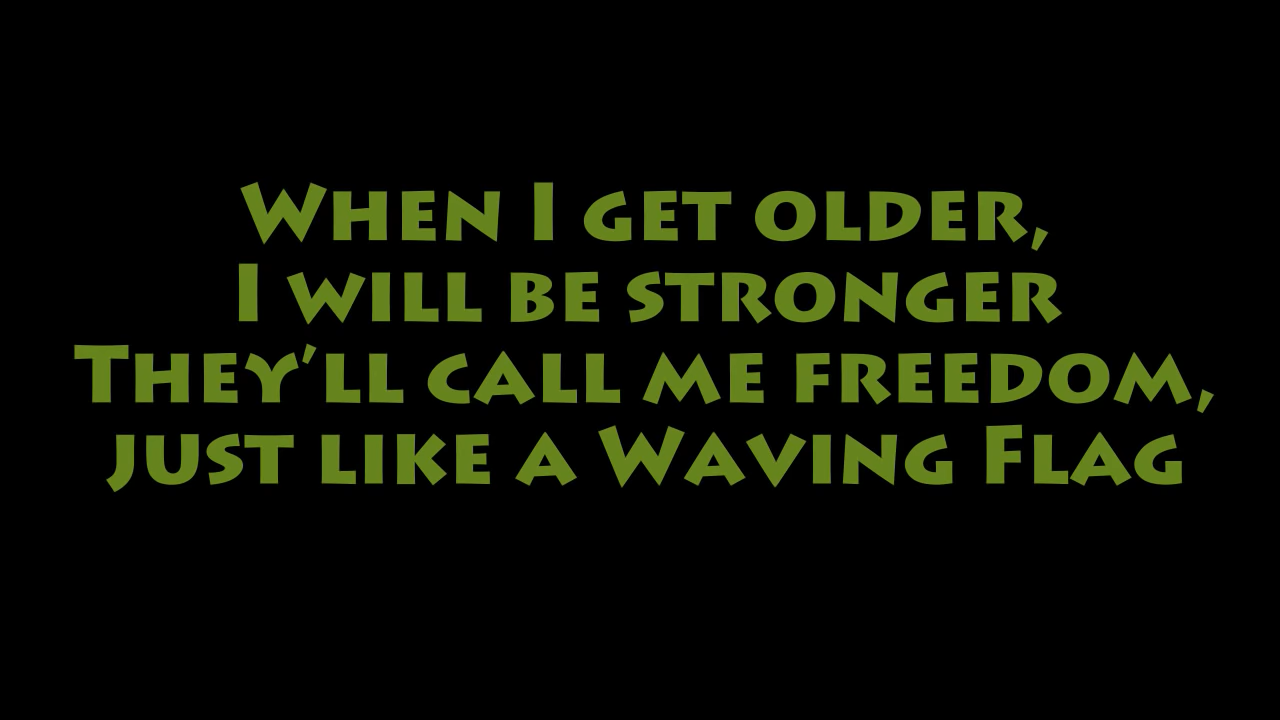 When I get older,
I will be stronger
They'll call me freedom,
just like a Waving Flag